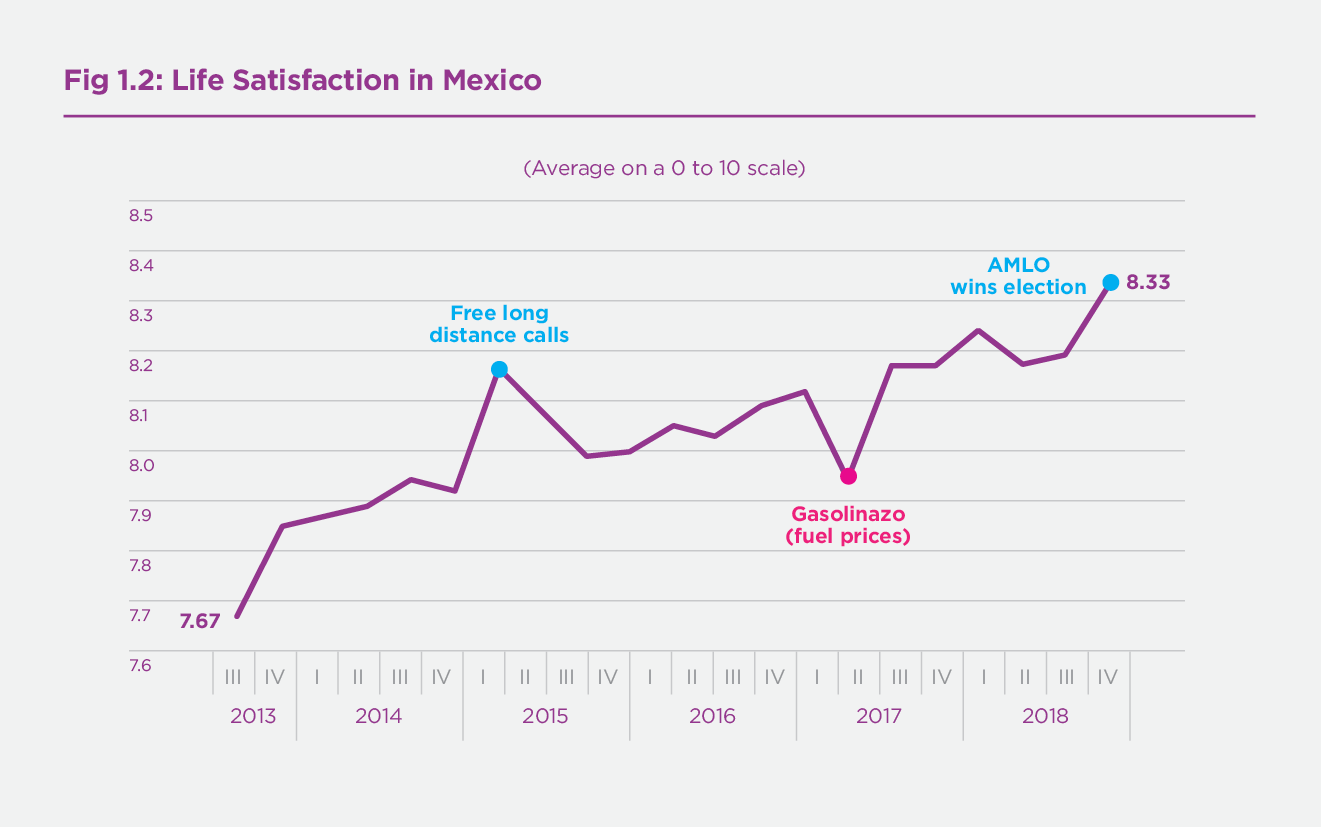 Fig 1.2: Life Satisfaction in Mexico
(Average on a 0 to 10 scale)
8.5
8.4
8.3
8.2
8.1
8.0
7.9
7.8
7.7
7.6
Free long
distance calls
AMLO
wins election
8.33
Gasolinazo
(fuel prices)
7.67
III IV I II III IV I II III IV I II III IV I II III IV I II III IV
2013 2014 2015 2016 2017 2018